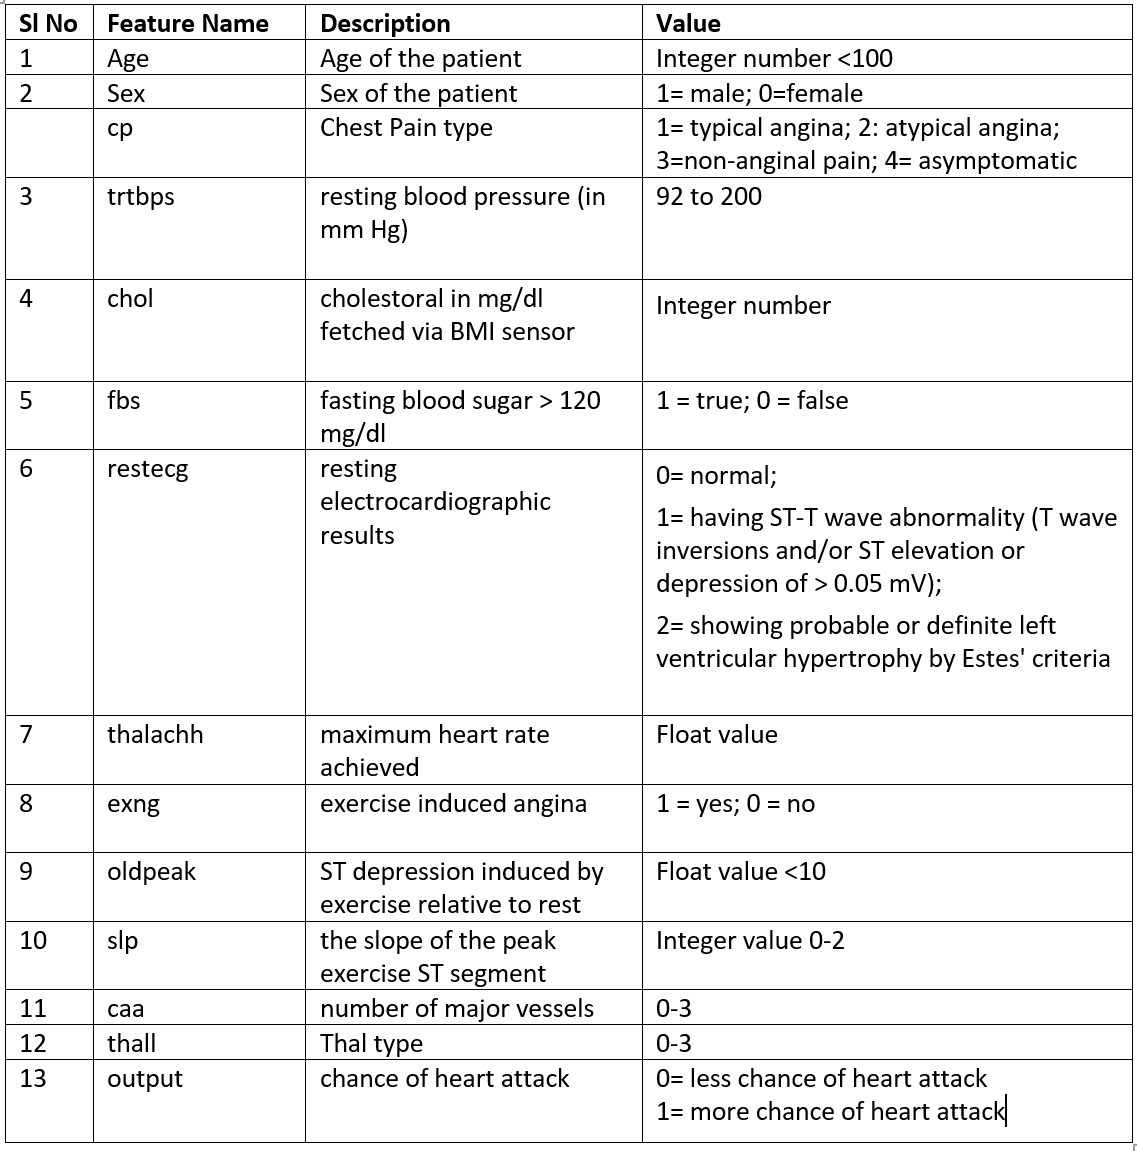 Sl No Feature Name Description Value
1 Age Age of the patient Integer number <100
2 Sex Sex of the patient 1= male; 0=female
cp Chest Pain type 1= typical angina; 2: atypical angina;
3=non-anginal pain; 4= asymptomatic
3 trtbps resting blood pressure (in 92 to 200
mm Hg)
4 chol cholestoral in mg/dl Integer number
fetched via BMI sensor
5 fbs fasting blood sugar > 120 1 = true; 0 = false
mg/dl
6 restecg resting 0= normal;
electrocardiographic 1= having ST-T wave abnormality (T wave
results inversions and/or ST elevation or
depression of > 0.05 mV);
2= showing probable or definite left
ventricular hypertrophy by Estes' criteria
7 thalachh maximum heart rate Float value
achieved
8 exng exercise induced angina 1 = yes; 0 = no
9 oldpeak ST depression induced by Float value <10
exercise relative to rest
10 slp the slope of the peak Integer value 0-2
exercise ST segment
11 caa number of major vessels 0-3
12 thall Thal type 0-3
13 output chance of heart attack 0= less chance of heart attack
1= more chance of heart attack